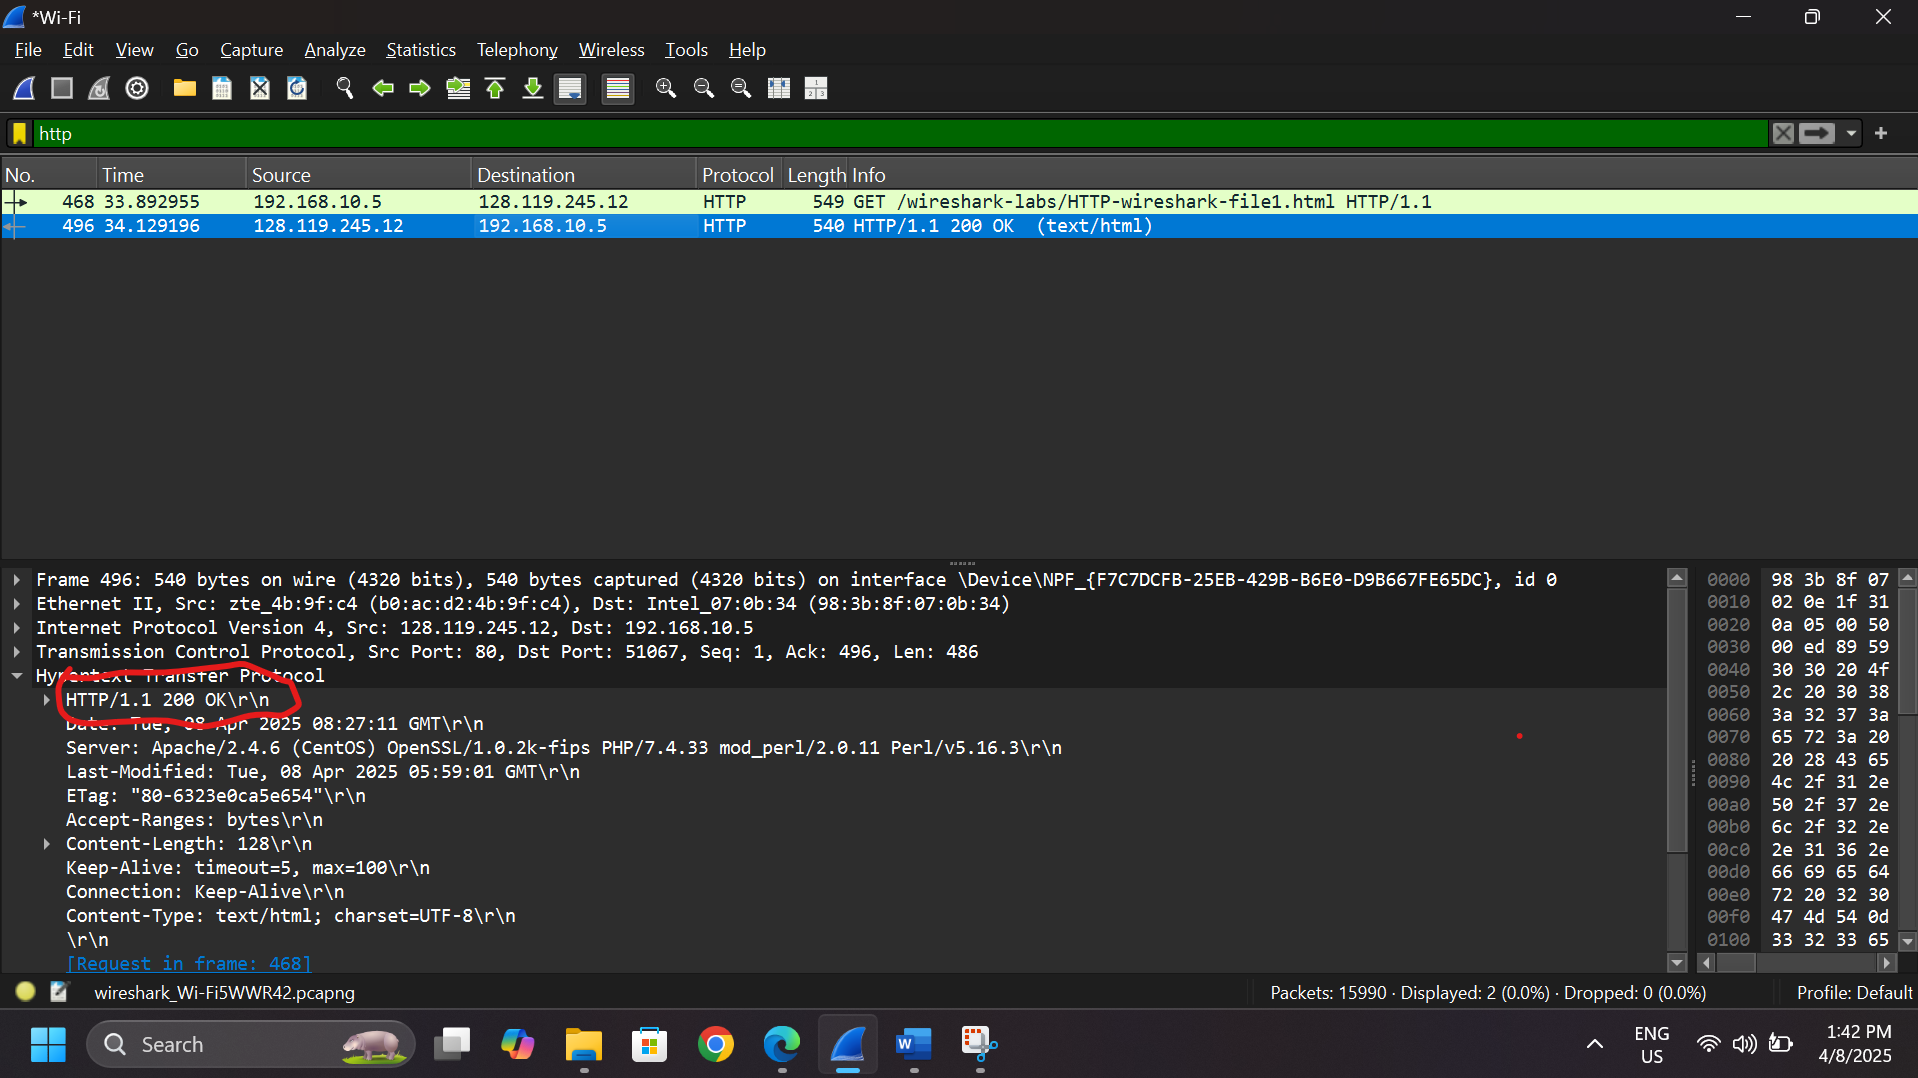 *Wi-Fi
File Edit View Go Capture Analyze Statistics Telephony Wireless Tools Help
http
No. Time Source Destination Protocol Length Info
468 33.892955 192.168.10.5 128.119.245.12 HTTP 549 GET /wireshark-labs/HTTP-wireshark-file1.html HTTP/1.1
496 34.129196 128.119.245.12 192.168.10.5 HTTP 540 HTTP/1.1 200 OK (text/html)
Frame 496: 540 bytes on wire (4320 bits), 540 bytes captured (4320 bits) on interface \Device\NPF_{F7C7DCFB-25EB-429B-B6E0-D9B667FE65DC}, id 0
Ethernet II, Src: zte_4b:9f:c4 (b0:ac:d2:4b:9f:c4), Dst: Intel_07:0b:34 (98:3b:8f:07:0b:34)
Internet Protocol Version 4, Src: 128.119.245.12, Dst: 192.168.10.5
Transmission Control Protocol, Src Port: 80, Dst Port: 51067, Seq: 1, Ack: 496, Len: 486
Hypertext Transfer Protocol
HTTP/1.1 200 OK\r\n
Date: Tue, 08 Apr 2025 08:27:11 GMT\r\n
Server: Apache/2.4.6 (CentOS) OpenSSL/1.0.2k-fips PHP/7.4.33 mod_perl/2.0.11 Perl/v5.16.3\r\n
Last-Modified: Tue, 08 Apr 2025 05:59:01 GMT\r\n
ETag: "80-6323e0ca5e654"\r\n
Accept-Ranges: bytes\r\n
Content-Length: 128\r\n
Keep-Alive: timeout=5, max=100\r\n
Connection: Keep-Alive\r\n
Content-Type: text/html; charset=UTF-8\r\n
\r\n
[Request in frame: 468]
0000 98 3b 8f 07
0010 02 0e 1f 31
0020 0a 05 00 50
0030 00 ed 89 59
0040 30 30 20 4f
0050 2c 20 30 38
0060 3a 32 37 3a
0070 65 72 3a 20
0080 20 28 43 65
0090 4c 2f 31 2e
00a0 50 2f 37 2e
00b0 6c 2f 32 2e
00c0 2e 31 36 2e
00d0 66 69 65 64
00e0 72 20 32 30
00f0 47 4d 54 0d
0100 33 32 33 65
wireshark_Wi-Fi5WWR42.pcapng
Packets: 15990 · Displayed: 2 (0.0%) · Dropped: 0 (0.0%)
Profile: Default
Search
ENG
US
1:42 PM
4/8/2025